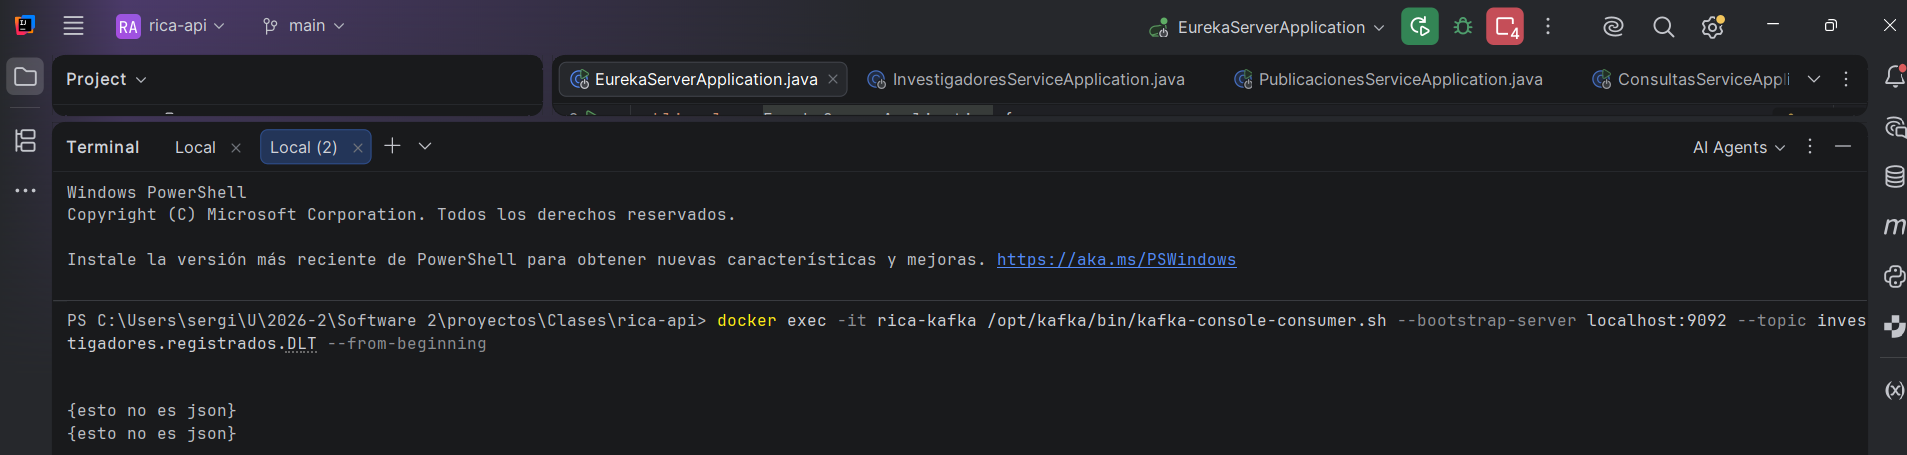 RA rica-api main EurekaServerApplication 4
Project EurekaServerApplication.java InvestigadoresServiceApplication.java PublicacionesServiceApplication.java ConsultasServiceAppli
Terminal Local Local (2) AI Agents
Windows PowerShell
Copyright (C) Microsoft Corporation. Todos los derechos reservados.
Instale la versión más reciente de PowerShell para obtener nuevas características y mejoras. https://aka.ms/PSWindows
PS C:\Users\sergi\U\2026-2\Software 2\proyectos\Clases\rica-api> docker exec -it rica-kafka /opt/kafka/bin/kafka-console-consumer.sh --bootstrap-server localhost:9092 --topic inves
tigadores.registrados.DLT --from-beginning
{esto no es json}
{esto no es json}